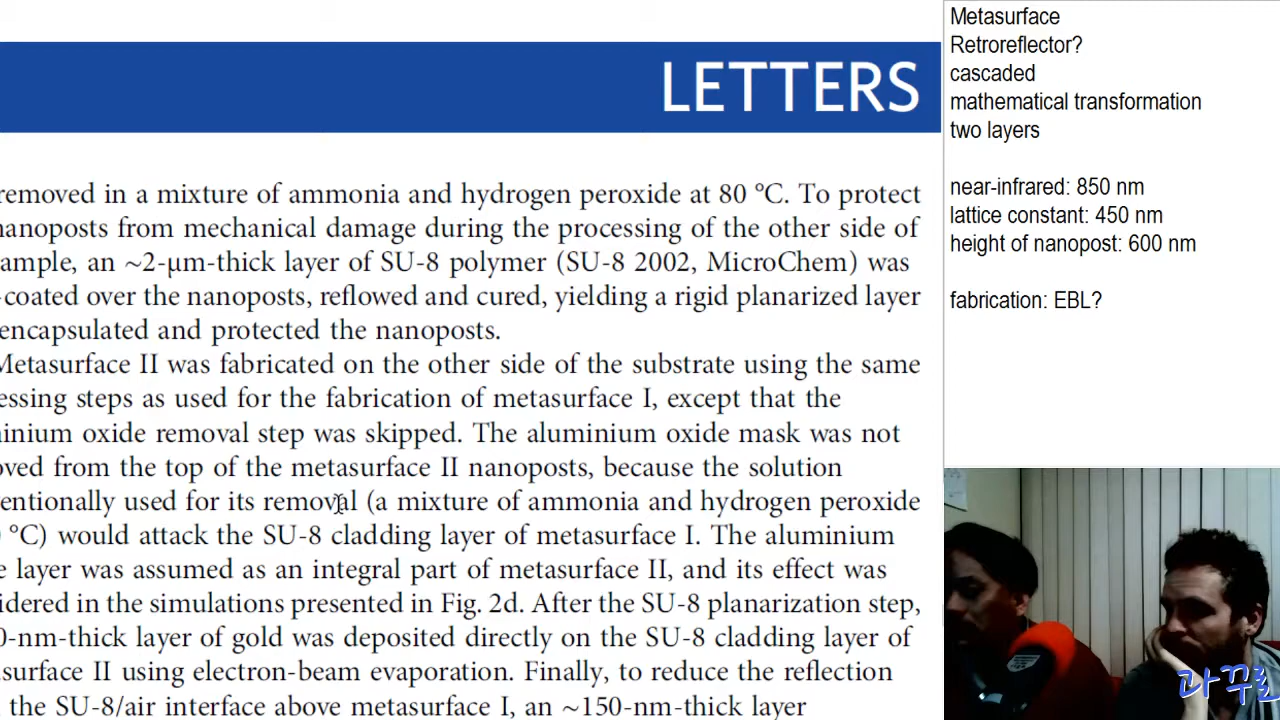 LETTERS
removed in a mixture of ammonia and hydrogen peroxide at 80 °C. To protect
nanoposts from mechanical damage during the processing of the other side of
ample, an ~2-μm-thick layer of SU-8 polymer (SU-8 2002, MicroChem) was
-coated over the nanoposts, reflowed and cured, yielding a rigid planarized layer
encapsulated and protected the nanoposts.
Metasurface II was fabricated on the other side of the substrate using the same
essing steps as used for the fabrication of metasurface I, except that the
inium oxide removal step was skipped. The aluminium oxide mask was not
oved from the top of the metasurface II nanoposts, because the solution
entionally used for its removal (a mixture of ammonia and hydrogen peroxide
°C) would attack the SU-8 cladding layer of metasurface I. The aluminium
e layer was assumed as an integral part of metasurface II, and its effect was
idered in the simulations presented in Fig. 2d. After the SU-8 planarization step,
0-nm-thick layer of gold was deposited directly on the SU-8 cladding layer of
asurface II using electron-beam evaporation. Finally, to reduce the reflection
the SU-8/air interface above metasurface I, an ~150-nm-thick layer
Metasurface
Retroreflector?
cascaded
mathematical transformation
two layers
near-infrared: 850 nm
lattice constant: 450 nm
height of nanopost: 600 nm
fabrication: EBL?
과꾸로